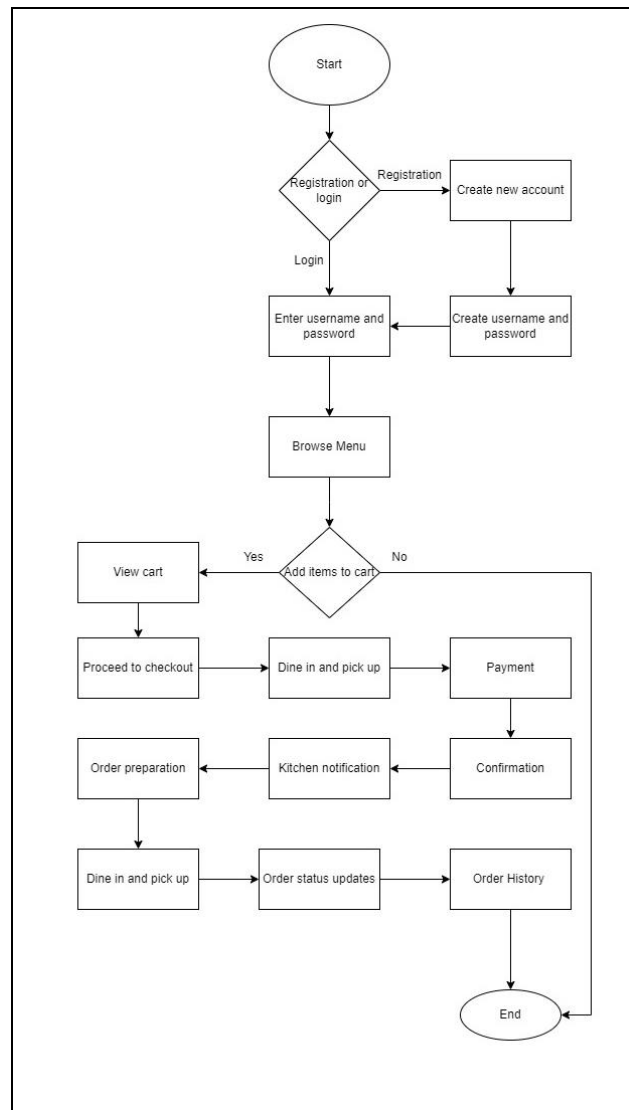 Start
Registration or
login
Registration
Create new account
Login
Enter username and
password
Create username and
password
Browse Menu
View cart
Yes
Add items to cart
No
Proceed to checkout
Dine in and pick up
Payment
Order preparation
Kitchen notification
Confirmation
Dine in and pick up
Order status updates
Order History
End